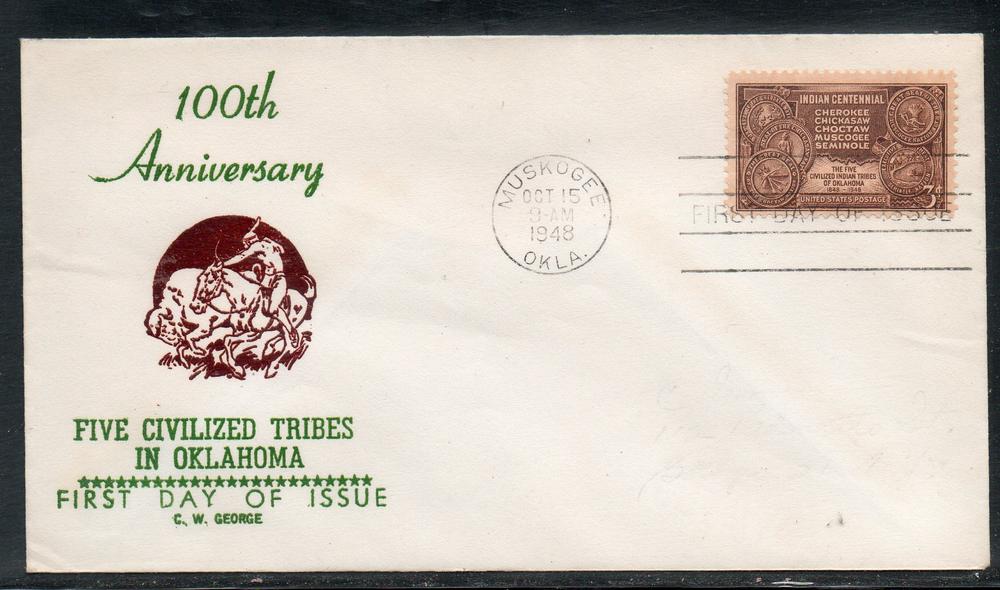 100th
Anniversary
FIVE CIVILIZED TRIBES
IN OKLAHOMA
FIRST DAY OF ISSUE
C. W. GEORGE
MUSKOGEE
OCT 15
9-AM
1948
OKLA.
INDIAN CENTENNIAL
CHEROKEE
CHICKASAW
CHOCTAW
MUSCOGEE
SEMINOLE
THE FIVE
CIVILIZED INDIAN TRIBES
OF OKLAHOMA
1848 - 1948
UNITED STATES POSTAGE
3¢
FIRST DAY OF ISSUE